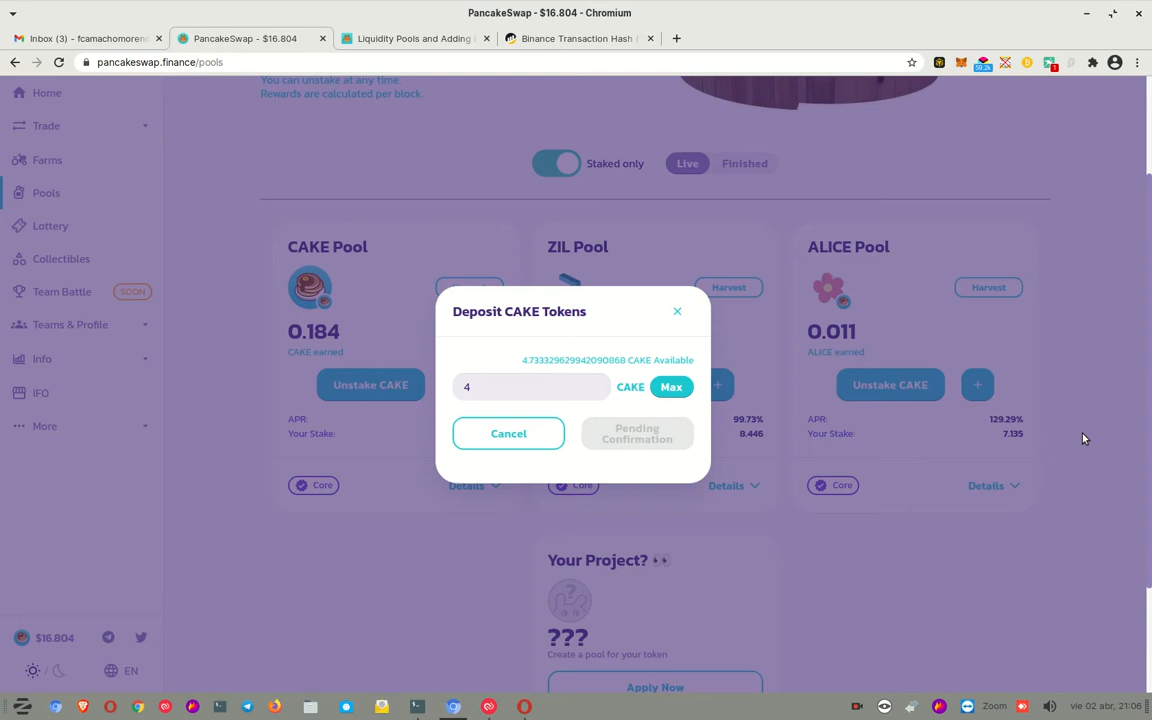 PancakeSwap - $16.804 - Chromium
Inbox (3) - fcamachomoreno
PancakeSwap - $16.804
Liquidity Pools and Adding
Binance Transaction Hash (
pancakeswap.finance/pools
59.2k
1
You can unstake at any time.
Rewards are calculated per block.
Home
Trade
Farms
Pools
Lottery
Collectibles
Team Battle
SOON
Teams & Profile
Info
IFO
More
$16.804
EN
Staked only
Live
Finished
CAKE Pool
0.184
CAKE earned
Unstake CAKE
APR:
Your Stake:
Core
Details
ZIL Pool
Harvest
+
99.73%
8.446
Core
Details
ALICE Pool
Harvest
0.011
ALICE earned
Unstake CAKE
+
APR:
129.29%
Your Stake:
7.135
Core
Details
Deposit CAKE Tokens
4.733329629942090868 CAKE Available
4
CAKE
Max
Cancel
Pending
Confirmation
Your Project?
???
Create a pool for your token
Apply Now
Zoom
vie 02 abr, 21:06